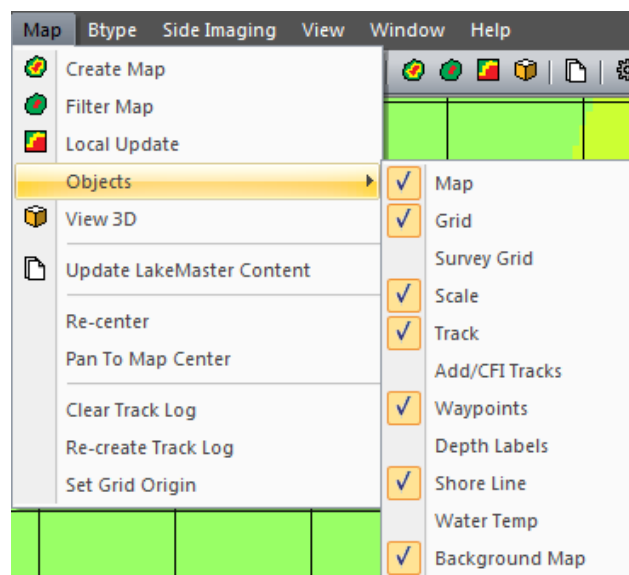 Map Btype Side Imaging View Window Help
Create Map
Filter Map
Local Update
Objects
View 3D
Update LakeMaster Content
Re-center
Pan To Map Center
Clear Track Log
Re-create Track Log
Set Grid Origin
Map
Grid
Survey Grid
Scale
Track
Add/CFI Tracks
Waypoints
Depth Labels
Shore Line
Water Temp
Background Map